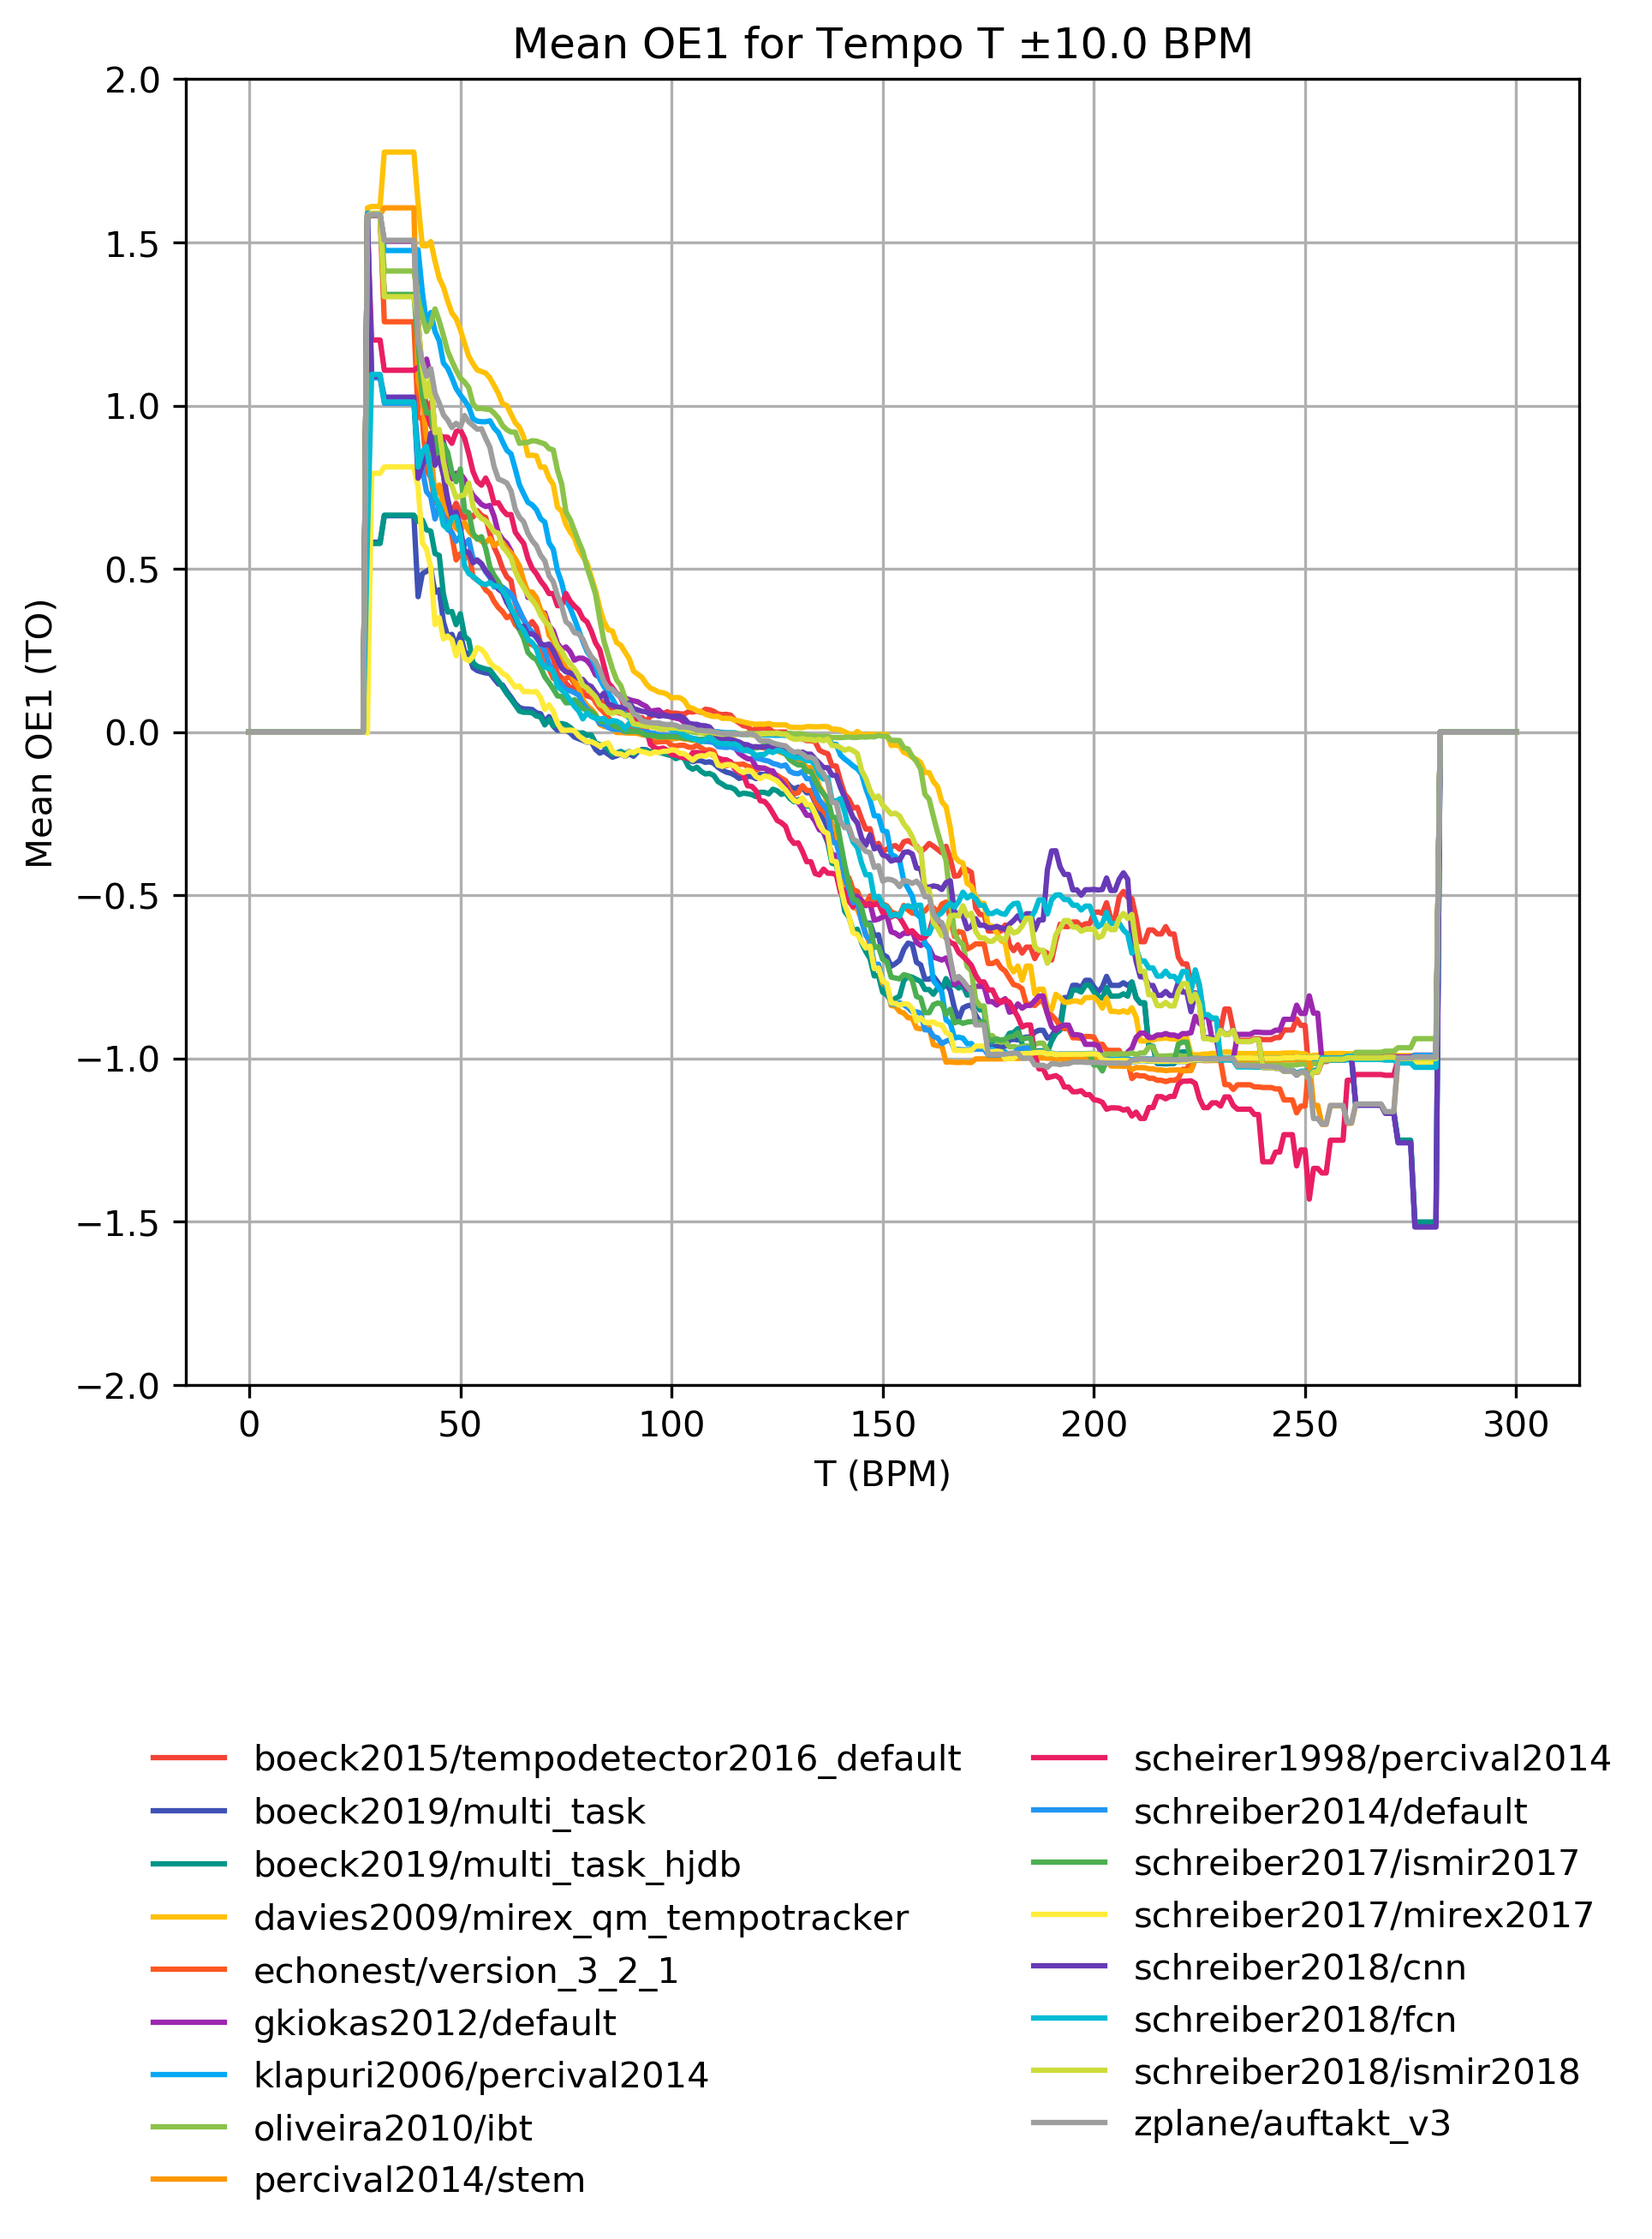 Mean OE1 for Tempo T ±10.0 BPM
2.0
1.5
1.0
0.5
0.0
−0.5
−1.0
−1.5
−2.0
Mean OE1 (TO)
0 50 100 150 200 250 300
T (BPM)
boeck2015/tempodetector2016_default
boeck2019/multi_task
boeck2019/multi_task_hjdb
davies2009/mirex_qm_tempotracker
echonest/version_3_2_1
gkiokas2012/default
klapuri2006/percival2014
oliveira2010/ibt
percival2014/stem
scheirer1998/percival2014
schreiber2014/default
schreiber2017/ismir2017
schreiber2017/mirex2017
schreiber2018/cnn
schreiber2018/fcn
schreiber2018/ismir2018
zplane/auftakt_v3